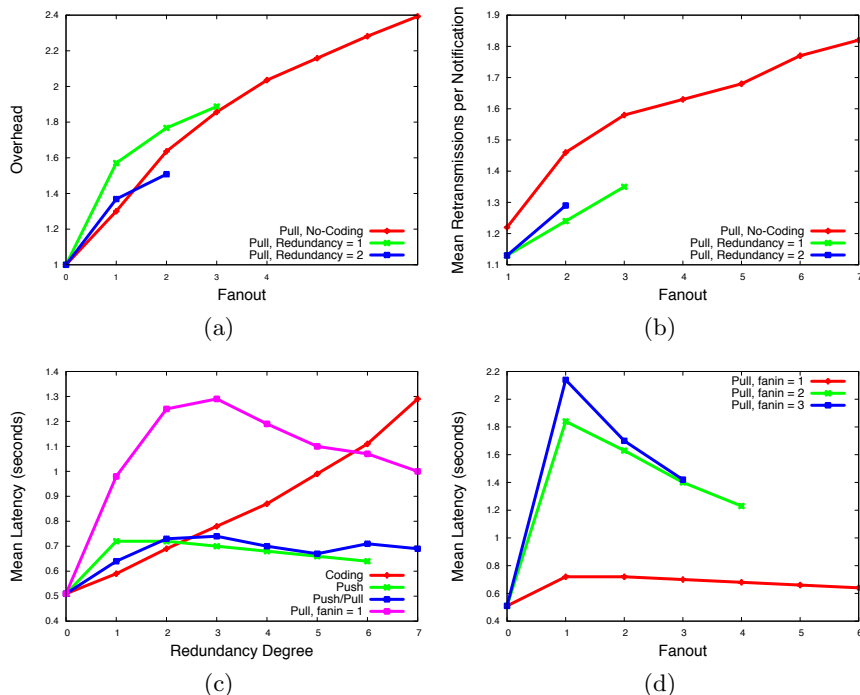 2.4
2.2
2
1.8
1.6
1.4
1.2
1
0
1
2
3
4
Overhead
Fanout
Pull, No-Coding
Pull, Redundancy = 1
Pull, Redundancy = 2
(a)
1.9
1.8
1.7
1.6
1.5
1.4
1.3
1.2
1.1
1
2
3
4
5
6
7
Mean Retransmissions per Notification
Fanout
Pull, No-Coding
Pull, Redundancy = 1
Pull, Redundancy = 2
(b)
1.4
1.3
1.2
1.1
1
0.9
0.8
0.7
0.6
0.5
0.4
0
1
2
3
4
5
6
7
Mean Latency (seconds)
Redundancy Degree
Coding
Push
Push/Pull
Pull, fanin = 1
(c)
2.2
2
1.8
1.6
1.4
1.2
1
0.8
0.6
0.4
0
1
2
3
4
5
6
Mean Latency (seconds)
Fanout
Pull, fanin = 1
Pull, fanin = 2
Pull, fanin = 3
(d)